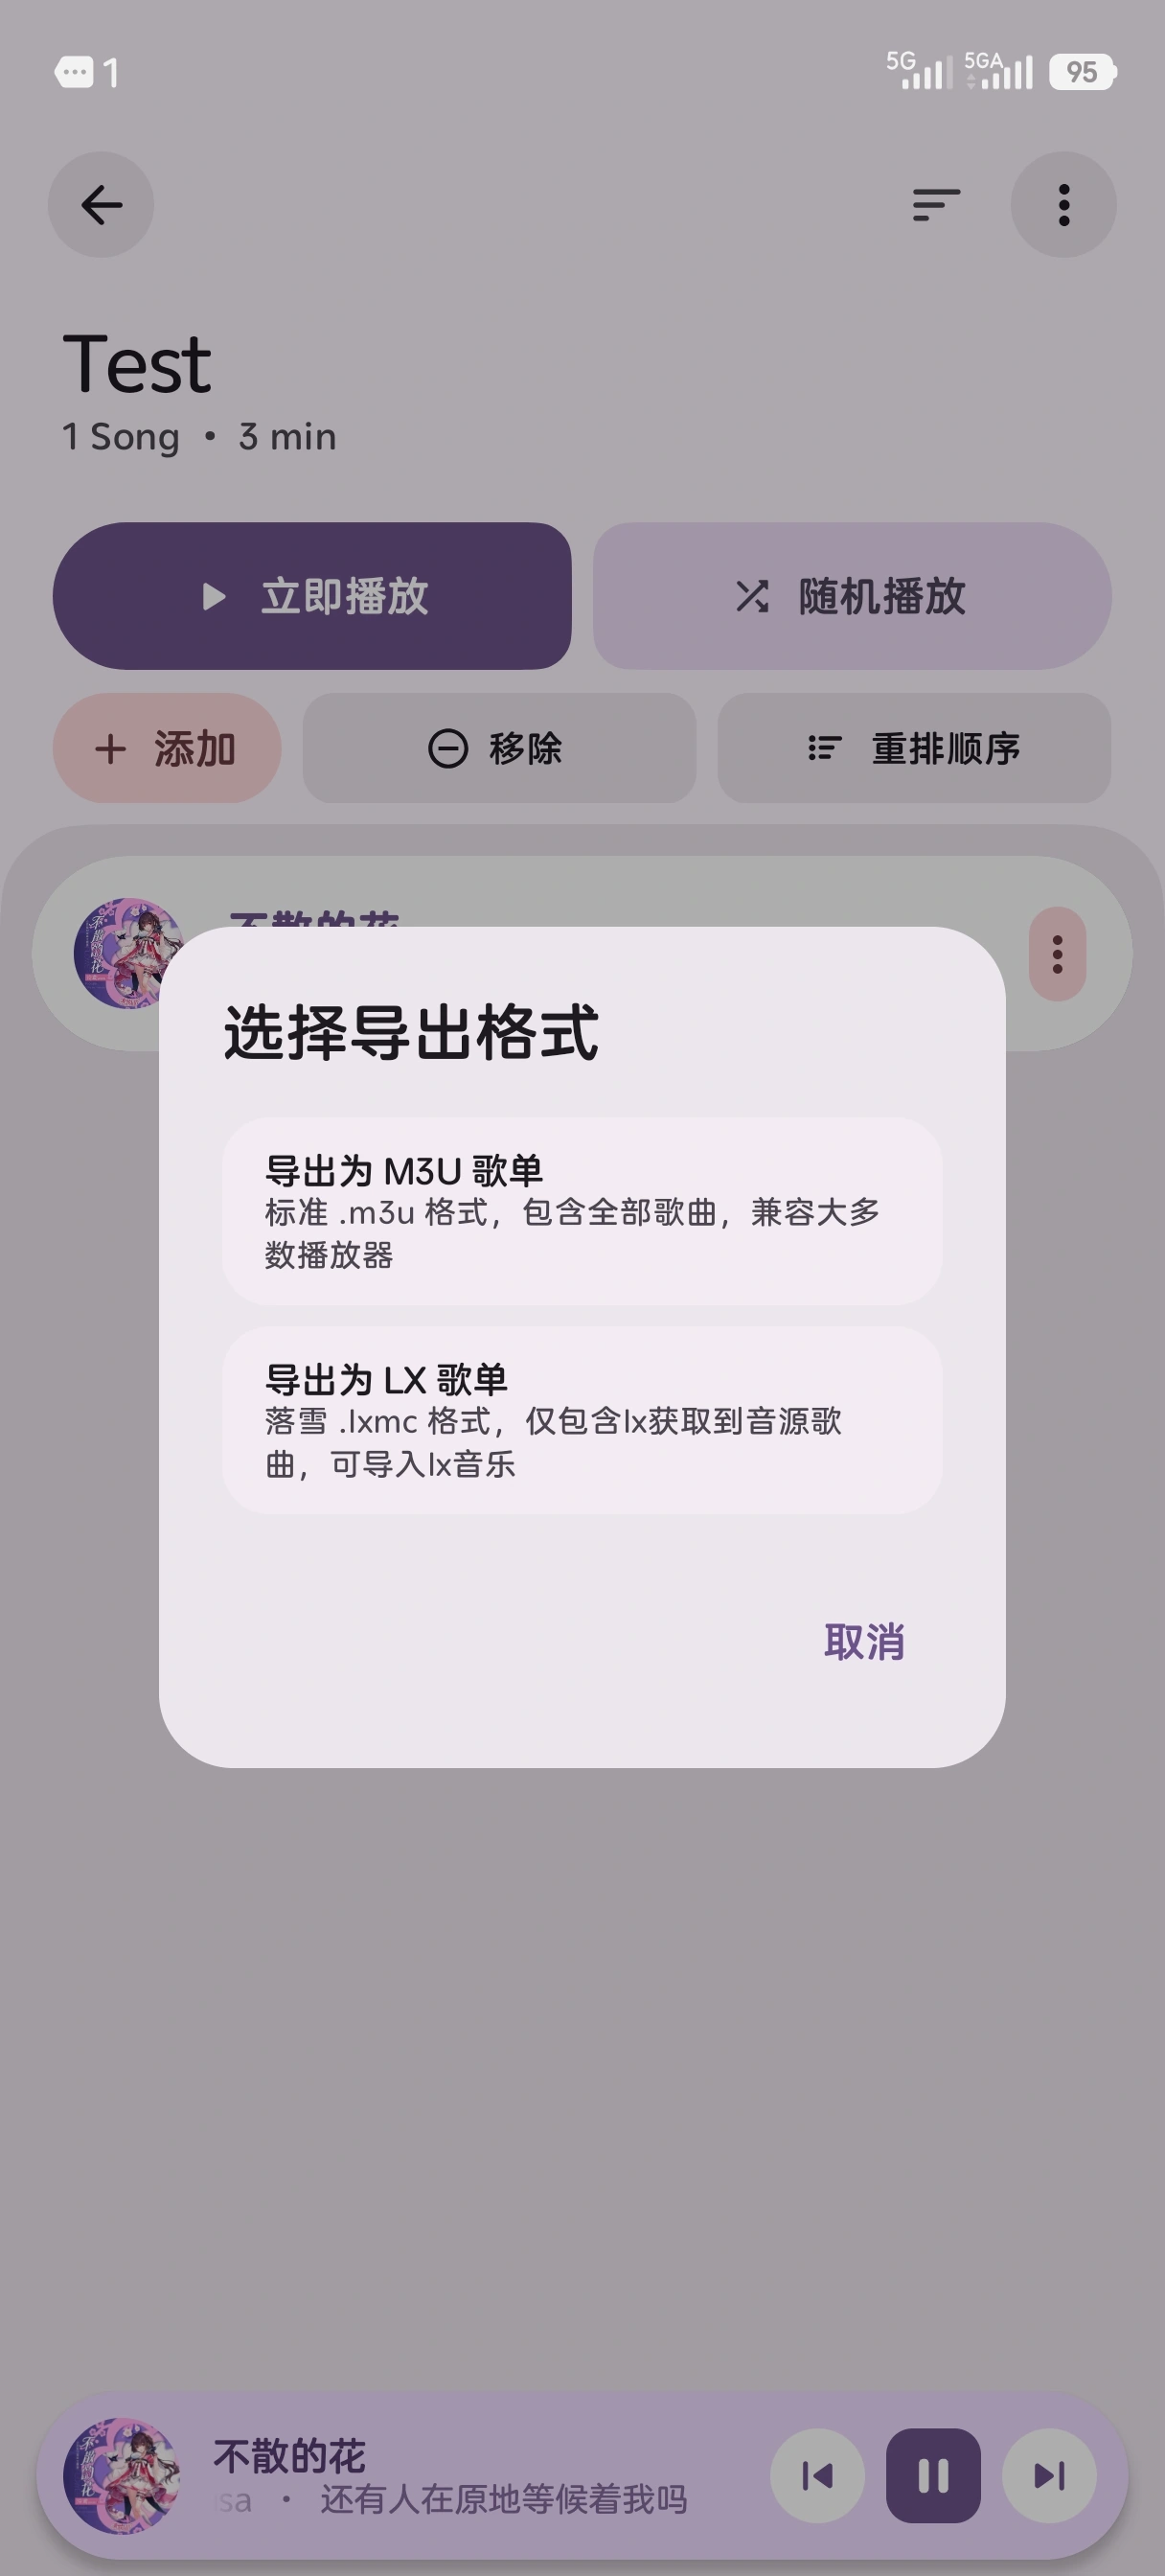 1
5G
5GA
95
Test
1 Song • 3 min
立即播放
随机播放
添加
移除
重排顺序
不散的花
选择导出格式
导出为 M3U 歌单
标准 .m3u 格式，包含全部歌曲，兼容大多
数播放器
导出为 LX 歌单
落雪 .lxmc 格式，仅包含lx获取到音源歌
曲，可导入lx音乐
取消
不散的花
sa • 还有人在原地等候着我吗